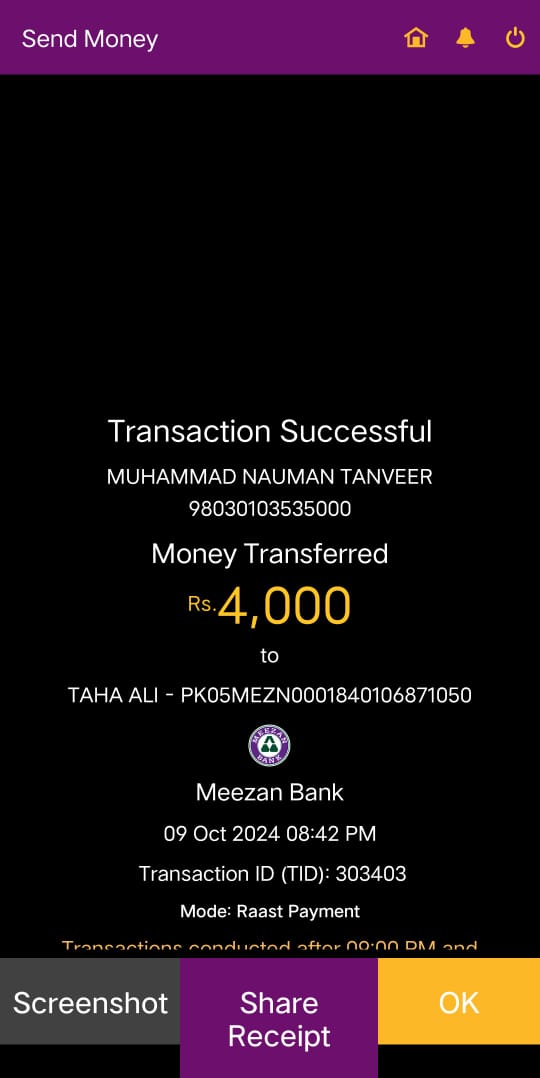 Send Money
Transaction Successful
MUHAMMAD NAUMAN TANVEER
98030103535000
Money Transferred
Rs.4,000
to
TAHA ALI - PK05MEZN0001840106871050
MEEZAN BANK
Meezan Bank
09 Oct 2024 08:42 PM
Transaction ID (TID): 303403
Mode: Raast Payment
Transactions conducted after 09:00 PM and
Screenshot
Share
Receipt
OK